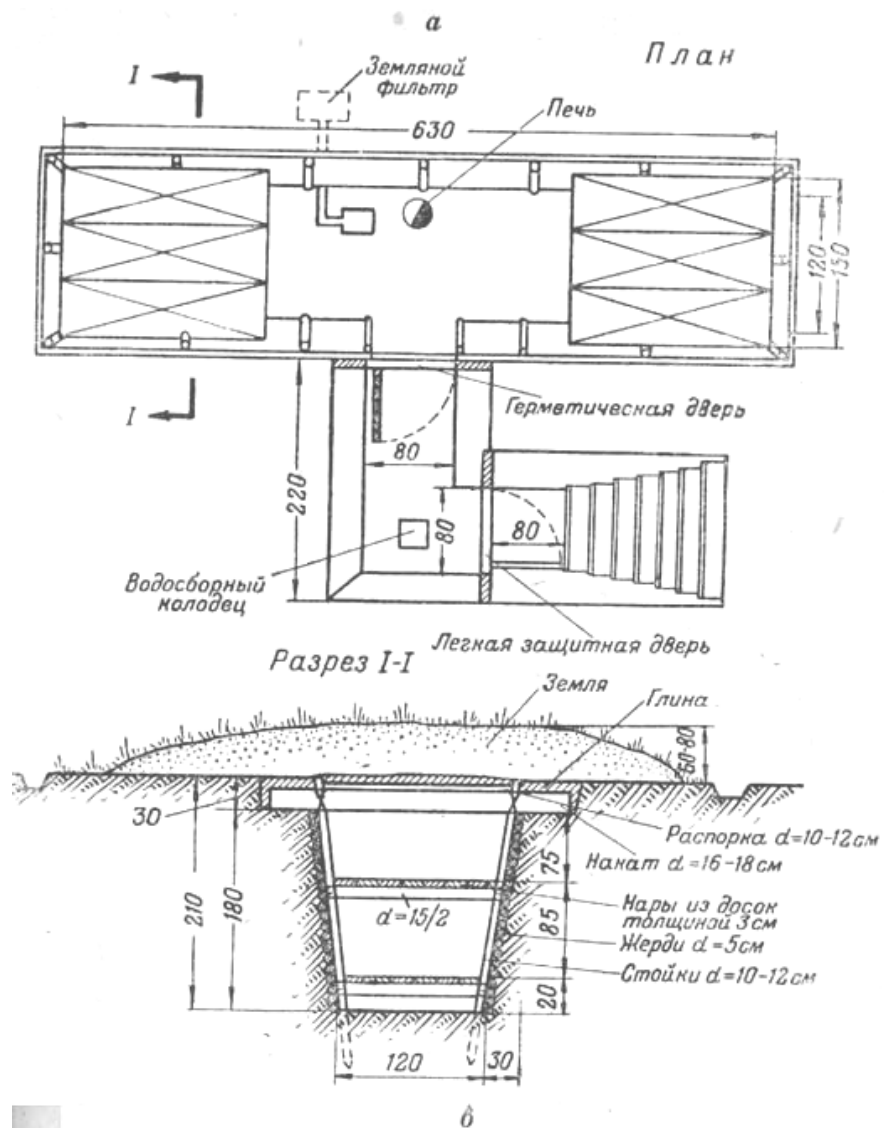 а
План
I
Земляной
фильтр
Печь
630
120
150
I
Герметическая дверь
80
220
80
80
Водосборный
колодец
Легкая защитная дверь
Разрез I-I
Земля
Глина
60-80
30
Распорка d=10-12см
Накат d=16-18см
75
210
180
d=15/2
Нары из досок
толщиной 3см
85
Жерди d=5см
Стойки d=10-12см
20
120
30
в